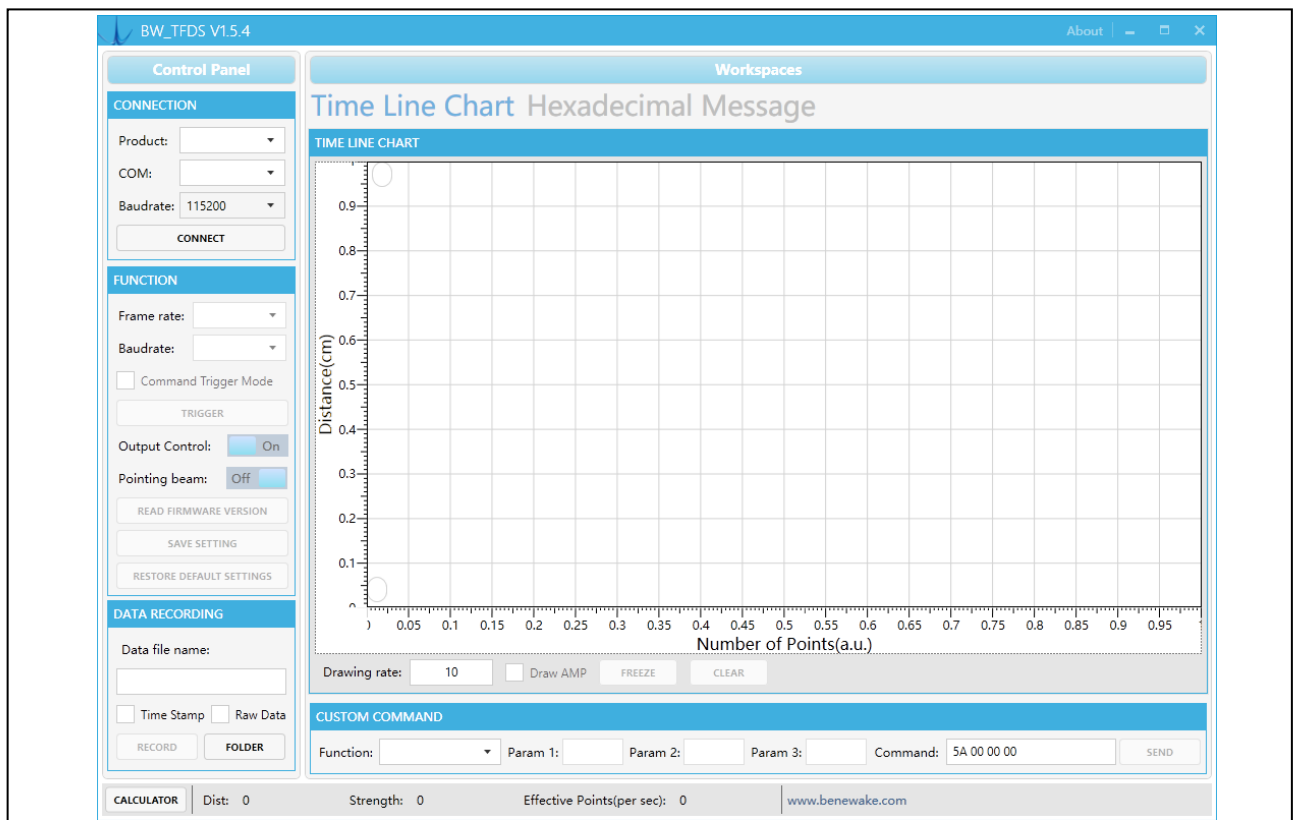 BW_TFDS V1.5.4 About
Control Panel
CONNECTION
Product:
COM:
Baudrate: 115200
CONNECT
FUNCTION
Frame rate:
Baudrate:
Command Trigger Mode
TRIGGER
Output Control: On
Pointing beam: Off
READ FIRMWARE VERSION
SAVE SETTING
RESTORE DEFAULT SETTINGS
DATA RECORDING
Data file name:
Time Stamp Raw Data
RECORD FOLDER
Workspaces
Time Line Chart Hexadecimal Message
TIME LINE CHART
Distance(cm)
0.9
0.8
0.7
0.6
0.5
0.4
0.3
0.2
0.1
0.05 0.1 0.15 0.2 0.25 0.3 0.35 0.4 0.45 0.5 0.55 0.6 0.65 0.7 0.75 0.8 0.85 0.9 0.95
Number of Points(a.u.)
Drawing rate: 10 Draw AMP FREEZE CLEAR
CUSTOM COMMAND
Function: Param 1: Param 2: Param 3: Command: 5A 00 00 00 SEND
CALCULATOR Dist: 0 Strength: 0 Effective Points(per sec): 0 www.benewake.com